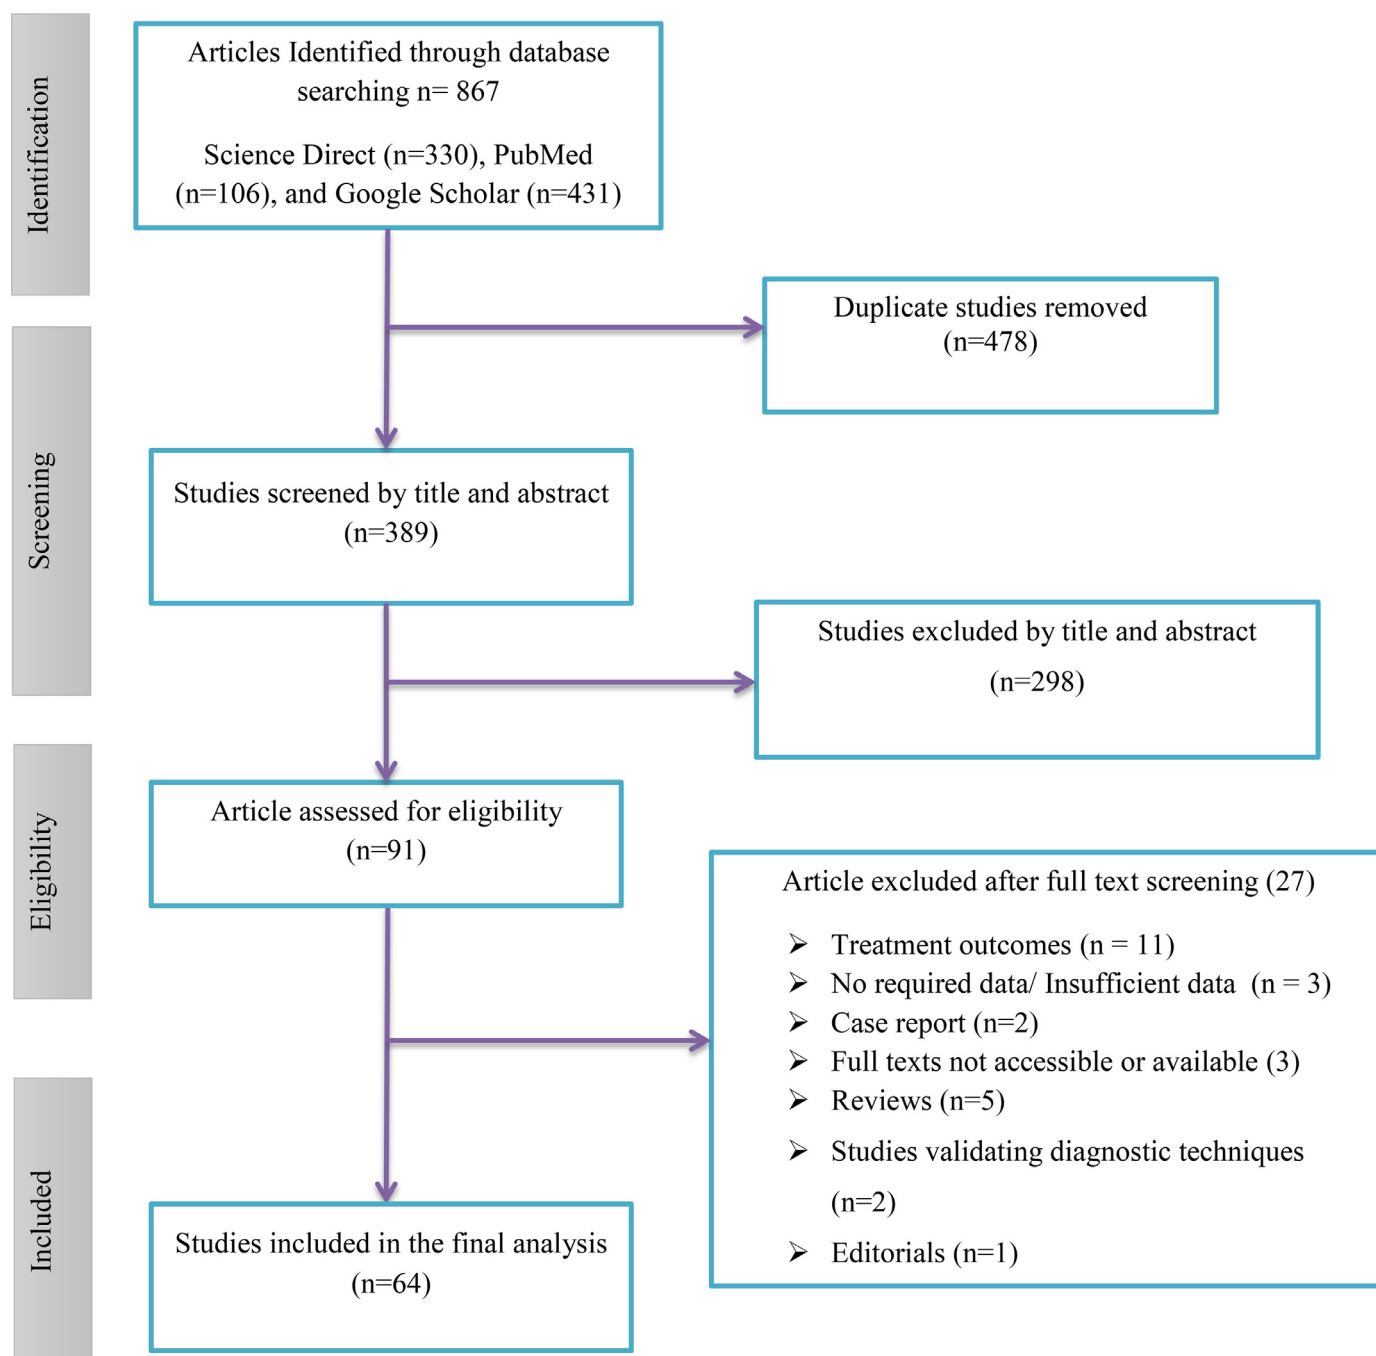 Identification
Articles Identified through database
searching n= 867
Science Direct (n=330), PubMed
(n=106), and Google Scholar (n=431)
Duplicate studies removed
(n=478)
Screening
Studies screened by title and abstract
(n=389)
Studies excluded by title and abstract
(n=298)
Eligibility
Article assessed for eligibility
(n=91)
Article excluded after full text screening (27)
➢ Treatment outcomes (n = 11)
➢ No required data/ Insufficient data (n = 3)
➢ Case report (n=2)
➢ Full texts not accessible or available (3)
➢ Reviews (n=5)
➢ Studies validating diagnostic techniques
(n=2)
➢ Editorials (n=1)
Included
Studies included in the final analysis
(n=64)